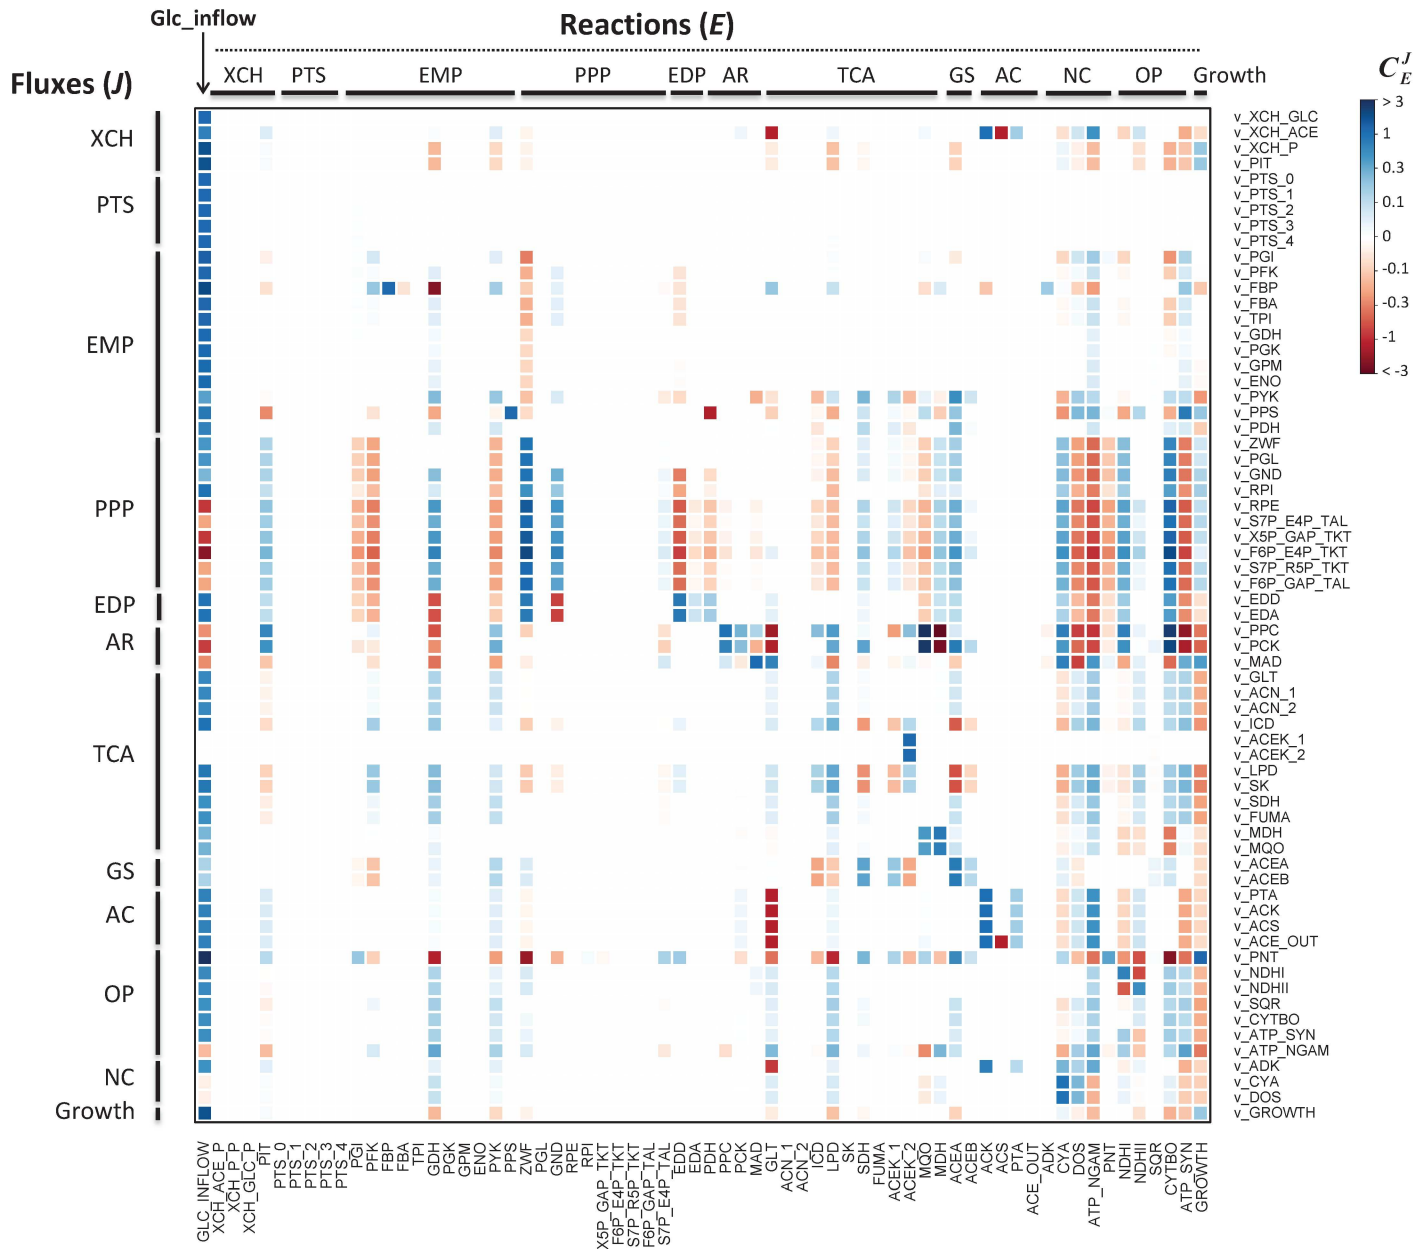 Glc_inflow
Reactions (E)
Fluxes (J)
XCH PTS EMP PPP EDP AR TCA GS AC NC OP Growth
C_E^J
> 3
1
0.3
0.1
0
-0.1
-0.3
-1
< -3
XCH
PTS
EMP
PPP
EDP
AR
TCA
GS
AC
OP
NC
Growth
v_XCH_GLC
v_XCH_ACE
v_XCH_P
v_PIT
v_PTS_0
v_PTS_1
v_PTS_2
v_PTS_3
v_PTS_4
v_PGI
v_PFK
v_FBP
v_FBA
v_TPI
v_GDH
v_PGK
v_GPM
v_ENO
v_PYK
v_PPS
v_PDH
v_ZWF
v_PGL
v_GND
v_RPI
v_RPE
v_S7P_E4P_TAL
v_X5P_GAP_TKT
v_F6P_E4P_TKT
v_S7P_R5P_TKT
v_F6P_GAP_TAL
v_EDD
v_EDA
v_PPC
v_PCK
v_MAD
v_GLT
v_ACN_1
v_ACN_2
v_ICD
v_ACEK_1
v_ACEK_2
v_LPD
v_SK
v_SDH
v_FUMA
v_MDH
v_MQO
v_ACEA
v_ACEB
v_PTA
v_ACK
v_ACS
v_ACE_OUT
v_PNT
v_NDHI
v_NDHII
v_SQR
v_CYTBO
v_ATP_SYN
v_ATP_NGAM
v_ADK
v_CYA
v_DOS
v_GROWTH
GLC_INFLOW
XCH_ACE_P
XCH_P_P
XCH_GLC_P
PIT
PTS_0
PTS_1
PTS_2
PTS_3
PTS_4
PGI
PFK
FBP
FBA
TPI
GDH
PGK
GPM
ENO
PYK
PPS
ZWF
PGL
GND
RPE
RPI
X5P_GAP_TKT
F6P_E4P_TKT
S7P_R5P_TKT
F6P_GAP_TAL
S7P_E4P_TAL
EDD
EDA
PDH
PPC
PCK
MAD
GLT
ACN_1
ACN_2
ICD
LPD
SK
SDH
FUMA
ACEK_1
ACEK_2
MQO
MDH
ACEA
ACEB
ACK
ACS
PTA
ACE_OUT
ADK
CYA
DOS
ATP_NGAM
PNT
NDHI
NDHII
SQR
CYTBO
ATP_SYN
GROWTH